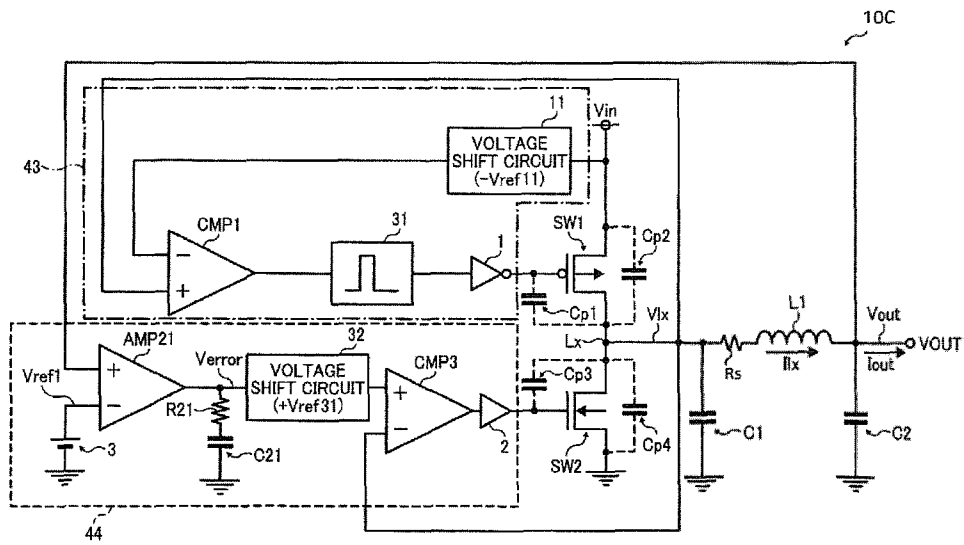 10C
11
Vin
VOLTAGE
SHIFT CIRCUIT
(−Vref11)
43
CMP1
31
1
SW1
Cp2
−
+
Cp1
Lx
Vlx
L1
Vout
VOUT
Rs
Ilx
Iout
AMP21
Verror
32
VOLTAGE
SHIFT CIRCUIT
(+Vref31)
CMP3
Cp3
Vref1
+
−
R21
+
−
2
Cp4
C1
C2
3
C21
SW2
44